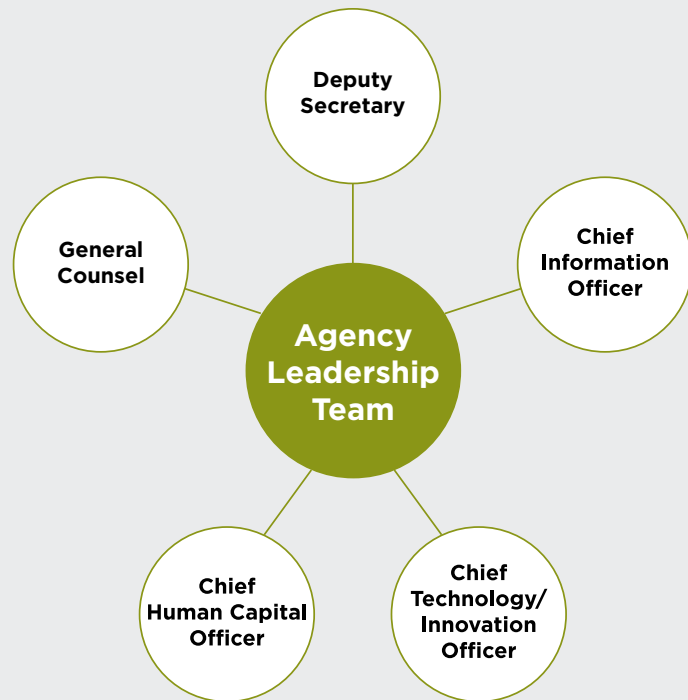 Deputy
Secretary
General
Counsel
Chief
Information
Officer
Agency
Leadership
Team
Chief
Human Capital
Officer
Chief
Technology/
Innovation
Officer